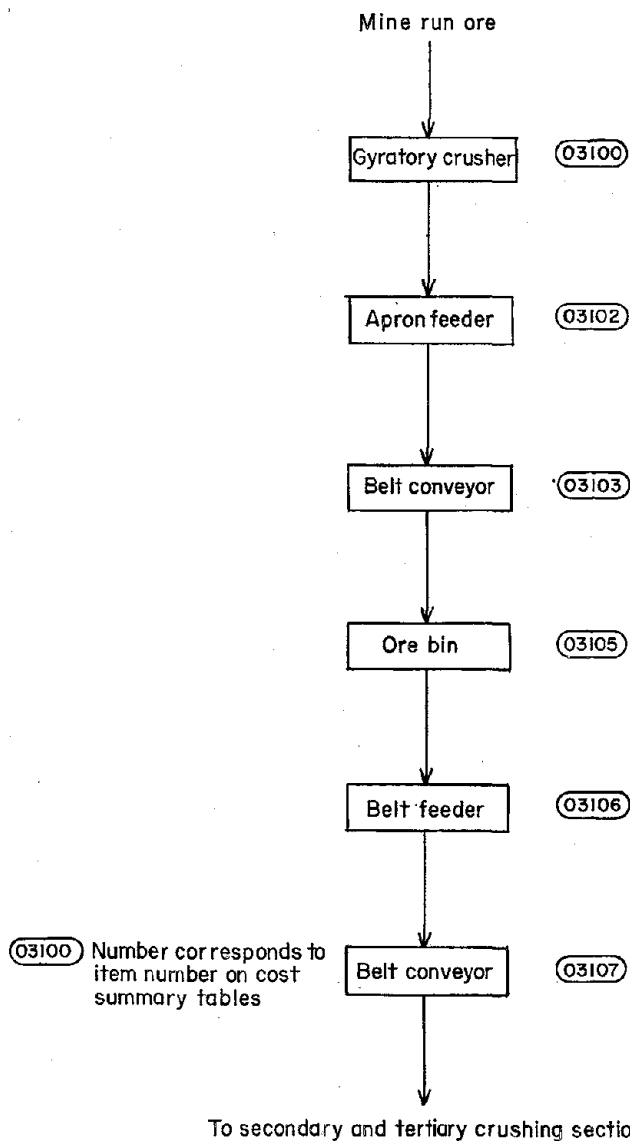 Mine run ore
Gyratory crusher
03100
Apron feeder
03102
Belt conveyor
03103
Ore bin
03105
Belt feeder
03106
03100 Number corresponds to
item number on cost
summary tables
Belt conveyor
03107
To secondary and tertiary crushing sectio